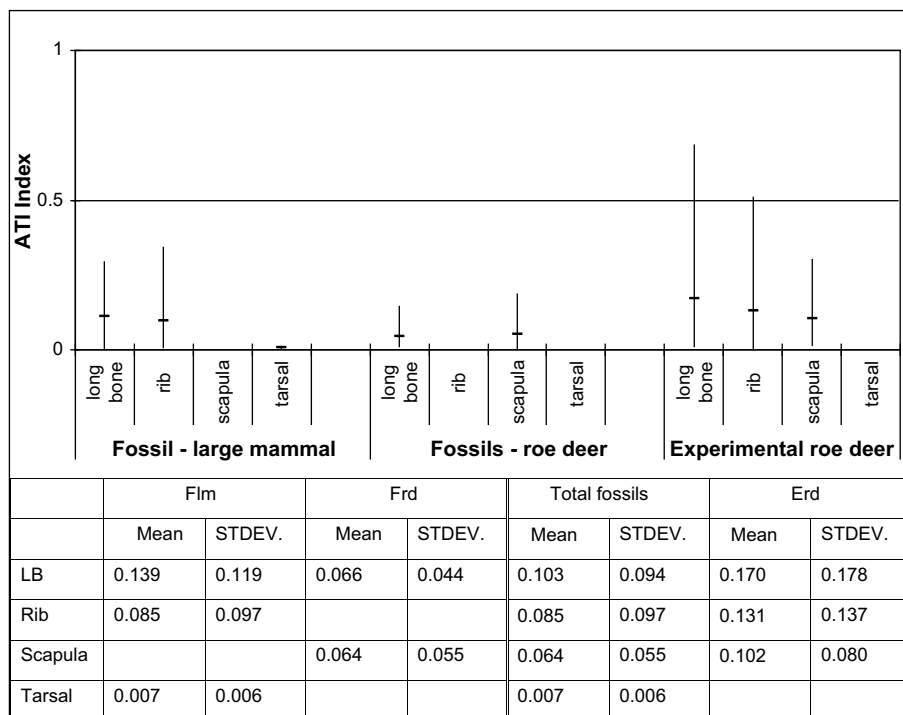 1
ATI Index
0.5
0
long bone
rib
scapula
tarsal
long bone
rib
scapula
tarsal
long bone
rib
scapula
tarsal
Fossil - large mammal Fossils - roe deer Experimental roe deer
Flm Frd Total fossils Erd
Mean STDEV. Mean STDEV. Mean STDEV. Mean STDEV.
LB 0.139 0.119 0.066 0.044 0.103 0.094 0.170 0.178
Rib 0.085 0.097 0.085 0.097 0.131 0.137
Scapula 0.064 0.055 0.064 0.055 0.102 0.080
Tarsal 0.007 0.006 0.007 0.006